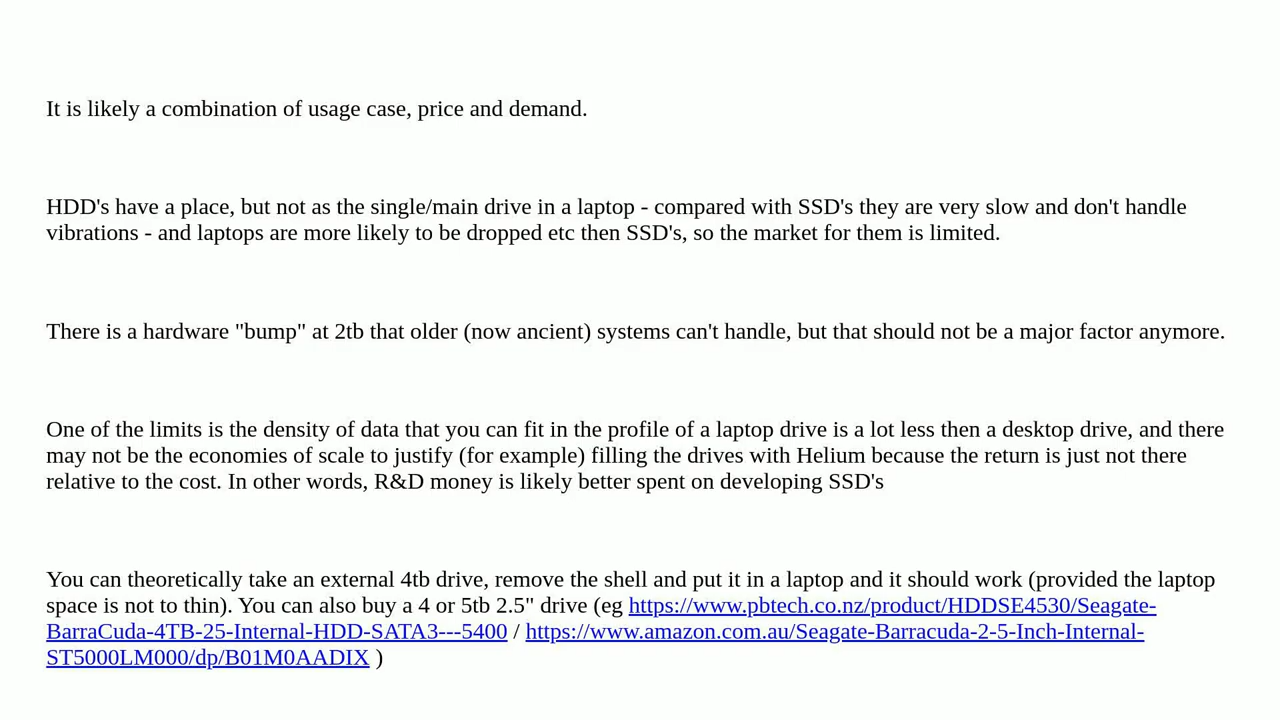 It is likely a combination of usage case, price and demand.
HDD's have a place, but not as the single/main drive in a laptop - compared with SSD's they are very slow and don't handle
vibrations - and laptops are more likely to be dropped etc then SSD's, so the market for them is limited.
There is a hardware "bump" at 2tb that older (now ancient) systems can't handle, but that should not be a major factor anymore.
One of the limits is the density of data that you can fit in the profile of a laptop drive is a lot less then a desktop drive, and there
may not be the economies of scale to justify (for example) filling the drives with Helium because the return is just not there
relative to the cost. In other words, R&D money is likely better spent on developing SSD's
You can theoretically take an external 4tb drive, remove the shell and put it in a laptop and it should work (provided the laptop
space is not to thin). You can also buy a 4 or 5tb 2.5" drive (eg https://www.pbtech.co.nz/product/HDDSE4530/Seagate-
BarraCuda-4TB-25-Internal-HDD-SATA3---5400 / https://www.amazon.com.au/Seagate-Barracuda-2-5-Inch-Internal-
ST5000LM000/dp/B01M0AADIX )